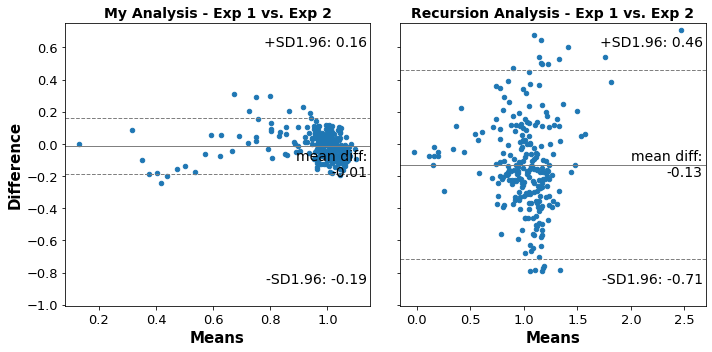 My Analysis - Exp 1 vs. Exp 2
Recursion Analysis - Exp 1 vs. Exp 2
Difference
0.6
0.4
0.2
0.0
−0.2
−0.4
−0.6
−0.8
−1.0
+SD1.96: 0.16
mean diff:
-0.01
-SD1.96: -0.19
+SD1.96: 0.46
mean diff:
-0.13
-SD1.96: -0.71
0.2 0.4 0.6 0.8 1.0
0.0 0.5 1.0 1.5 2.0 2.5
Means
Means